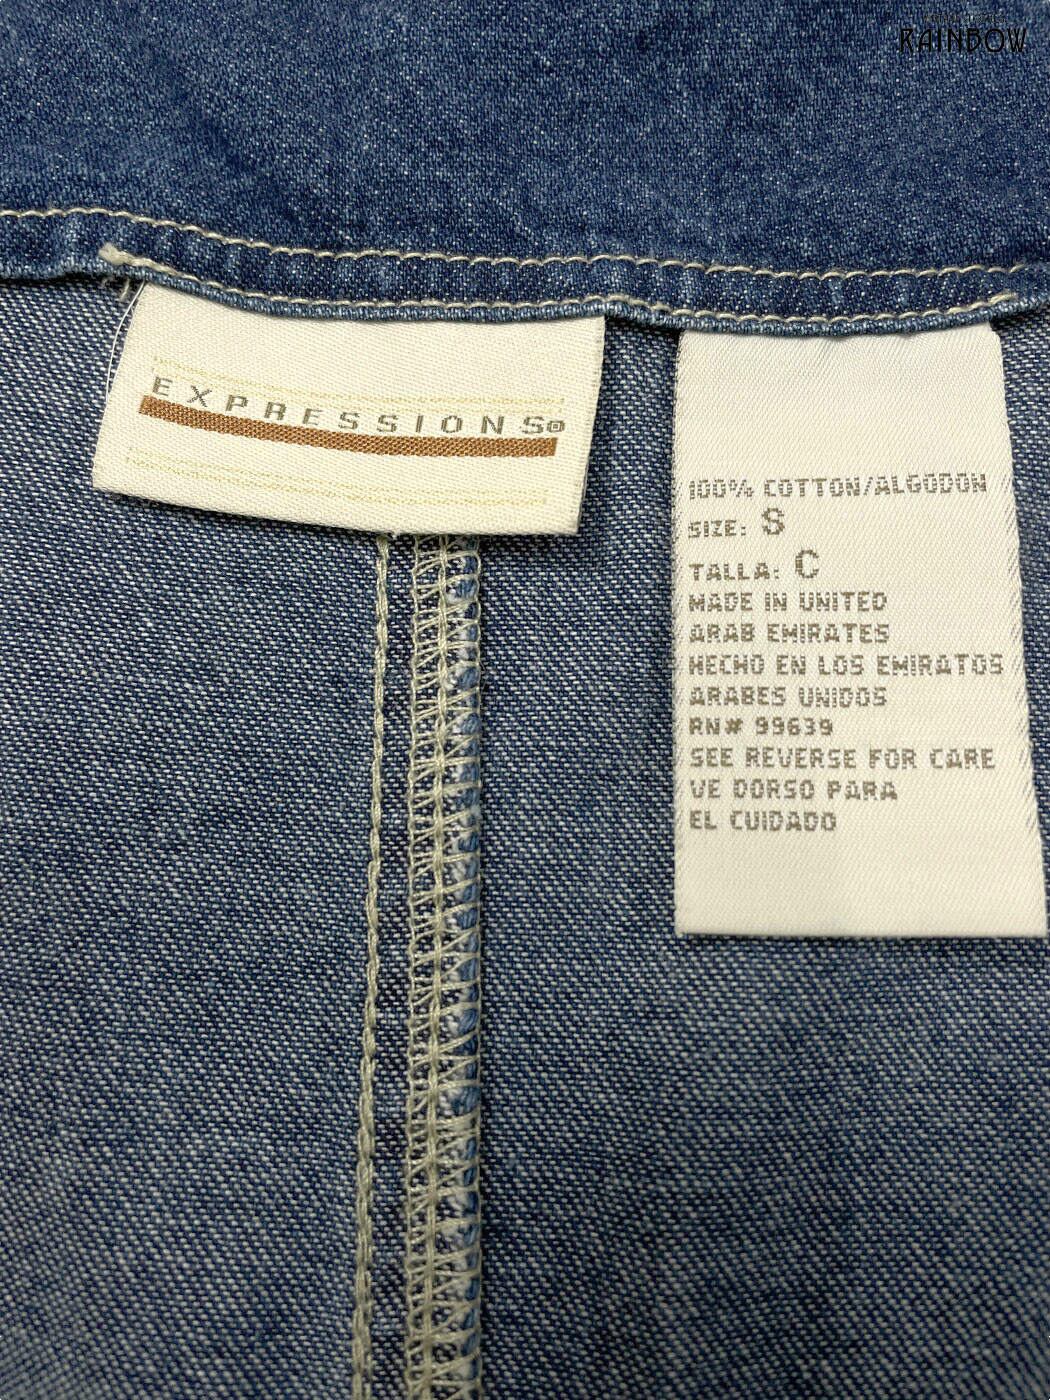 RAINBOW
EXPRESSIONS®
100% COTTON/ALGODON
SIZE: S
TALLA: C
MADE IN UNITED
ARAB EMIRATES
HECHO EN LOS EMIRATOS
ARABES UNIDOS
RN# 99639
SEE REVERSE FOR CARE
VE DORSO PARA
EL CUIDADO